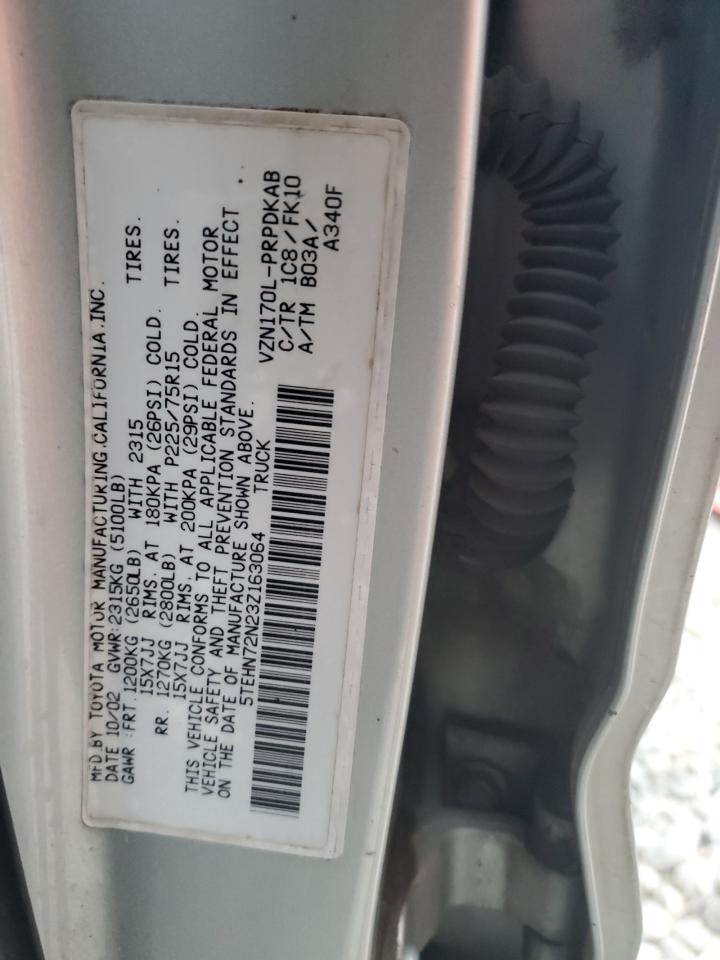 MFD.BY TOYOTA MOTOR MANUFACTURING.CALIFORNIA.INC.
DATE 10/02 GVWR:2315KG (5100LB)
GAWR :FRT.1200KG (2650LB) WITH 2315 TIRES.
15X7JJ RIMS. AT 180KPA (26PSI) COLD.
RR. 1270KG (2800LB) WITH P225/75R15 TIRES.
15X7JJ RIMS. AT 200KPA (29PSI) COLD.
THIS VEHICLE CONFORMS TO ALL APPLICABLE FEDERAL MOTOR
VEHICLE SAFETY AND THEFT PREVENTION STANDARDS IN EFFECT
ON THE DATE OF MANUFACTURE SHOWN ABOVE.
5TEHN72N23Z163064 TRUCK
VZN170L-PRPDKAB
C/TR 1C8/FK10
A/TM B03A/
A340F